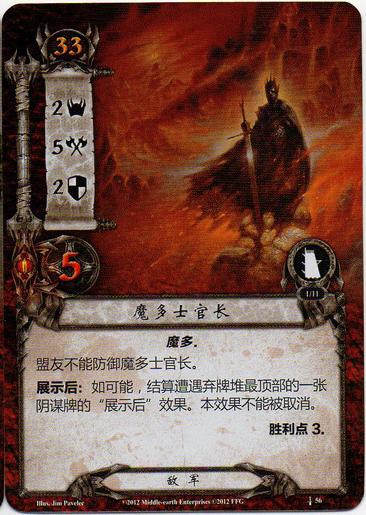 33
2
5
2
5
1/11
魔多士官长
魔多.
盟友不能防御魔多士官长。
展示后：如可能，结算遭遇弃牌堆最顶部的一张
阴谋牌的“展示后”效果。本效果不能被取消。
胜利点 3.
敌军
Illus. Jim Pavelec
©2012 Middle-earth Enterprises ©2012 FFG
56